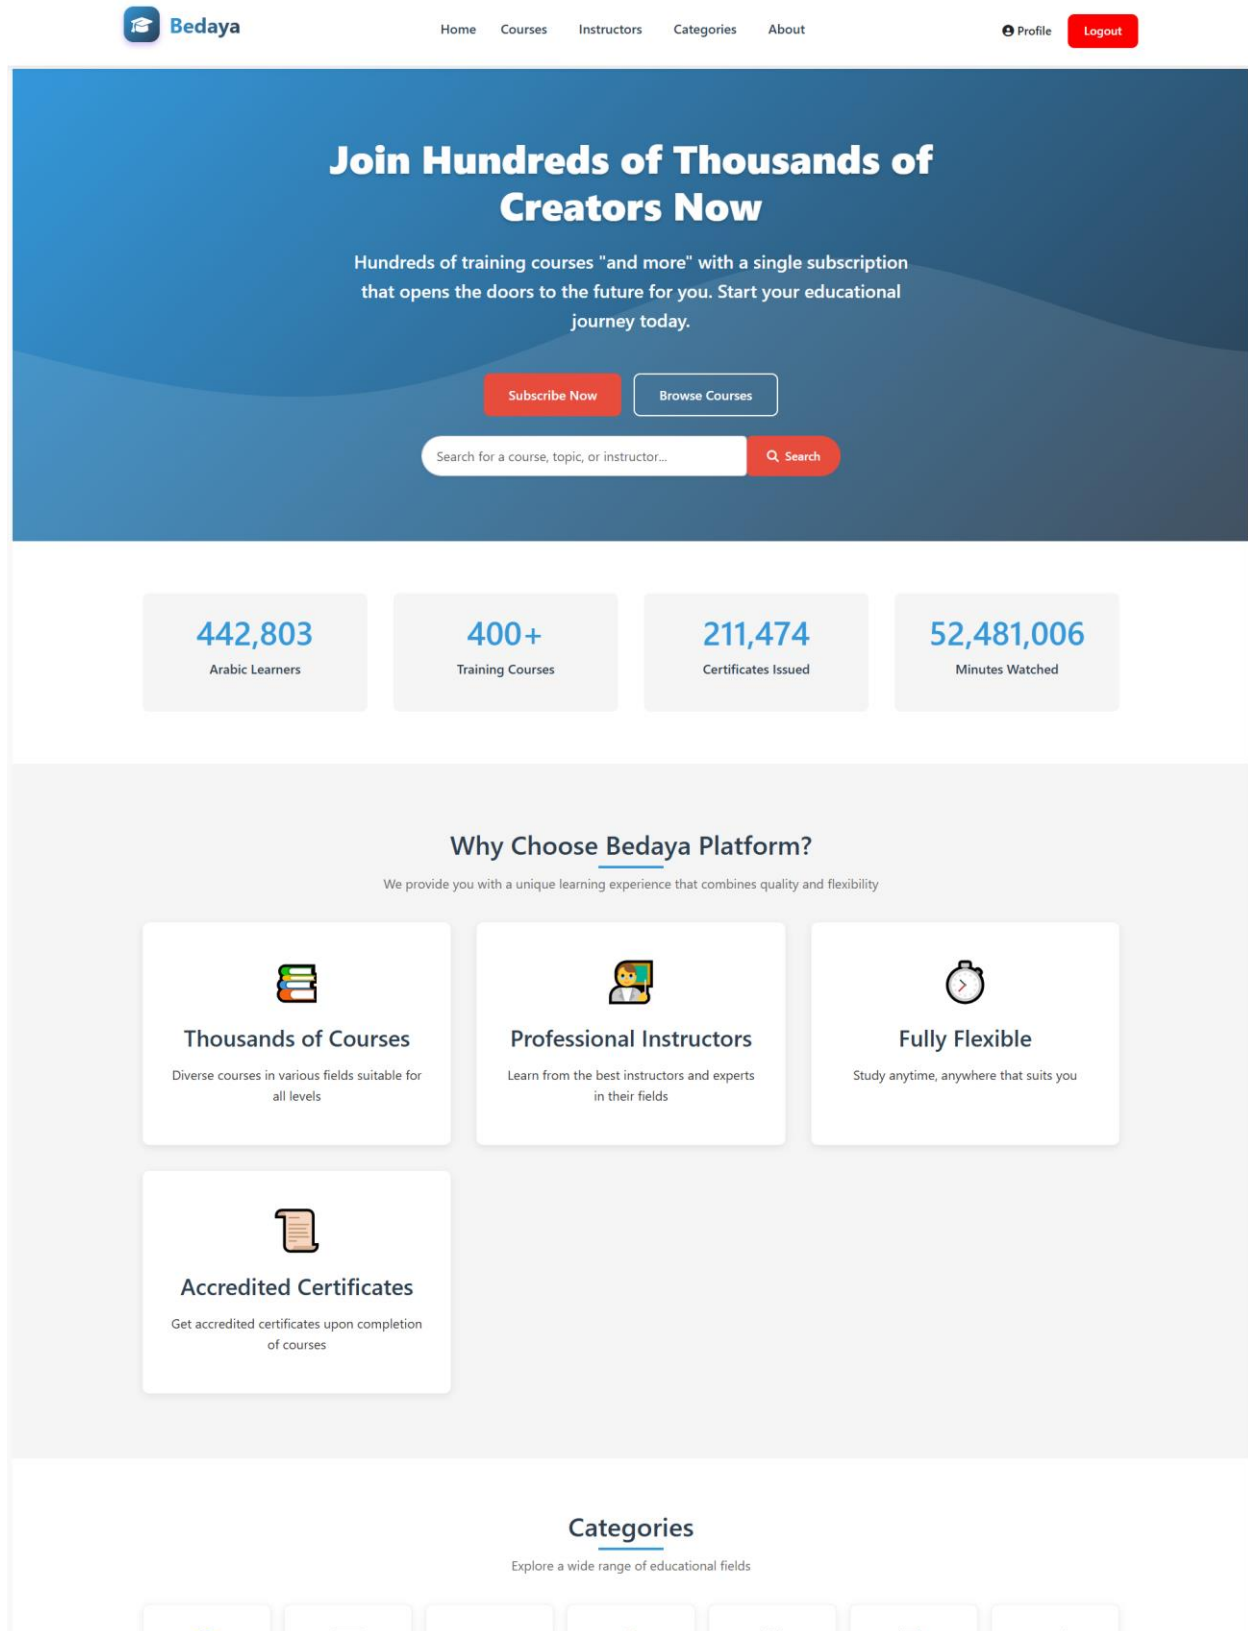 Bedaya
Home Courses Instructors Categories About
Profile Logout
Join Hundreds of Thousands of
Creators Now
Hundreds of training courses "and more" with a single subscription
that opens the doors to the future for you. Start your educational
journey today.
Subscribe Now Browse Courses
Search for a course, topic, or instructor... Search
442,803 400+ 211,474 52,481,006
Arabic Learners Training Courses Certificates Issued Minutes Watched
Why Choose Bedaya Platform?
We provide you with a unique learning experience that combines quality and flexibility
Thousands of Courses
Diverse courses in various fields suitable for
all levels
Professional Instructors
Learn from the best instructors and experts
in their fields
Fully Flexible
Study anytime, anywhere that suits you
Accredited Certificates
Get accredited certificates upon completion
of courses
Categories
Explore a wide range of educational fields